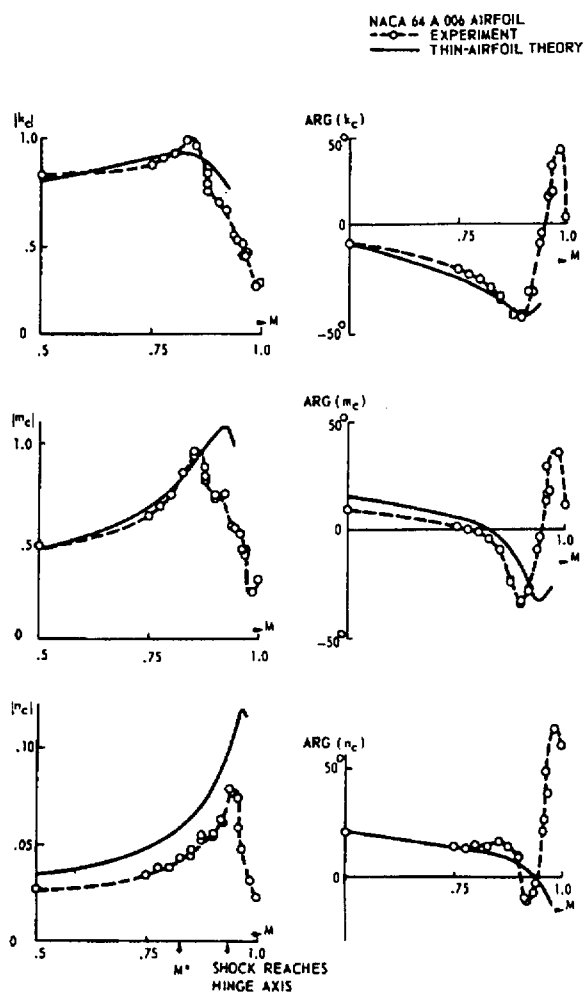 NACA 64 A 006 AIRFOIL
EXPERIMENT
THIN-AIRFOIL THEORY
|kc|
1.0
.5
0
.5
.75
1.0
M
ARG (kc)
50°
0
-50°
.75
1.0
M
|mc|
1.0
.5
0
.5
.75
1.0
M
ARG (mc)
50°
0
-50°
.75
1.0
M
|nc|
.10
.05
0
.5
.75
1.0
M
M*
SHOCK REACHES
HINGE AXIS
ARG (nc)
50°
0
.75
1.0
M